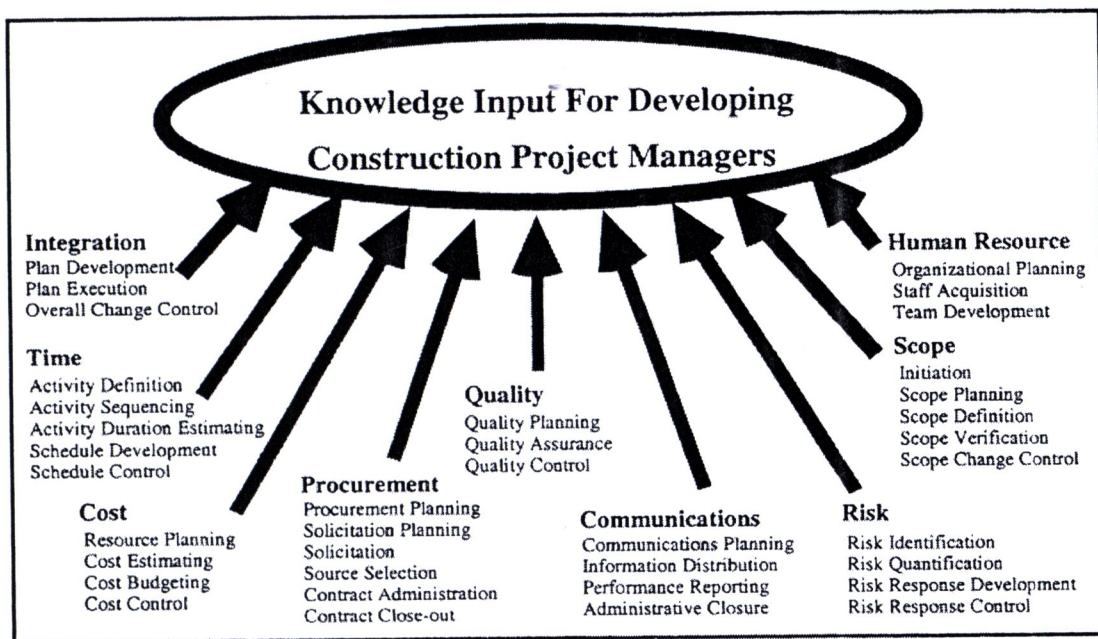 Knowledge Input For Developing
Construction Project Managers
Integration
Plan Development
Plan Execution
Overall Change Control
Time
Activity Definition
Activity Sequencing
Activity Duration Estimating
Schedule Development
Schedule Control
Cost
Resource Planning
Cost Estimating
Cost Budgeting
Cost Control
Procurement
Procurement Planning
Solicitation Planning
Solicitation
Source Selection
Contract Administration
Contract Close-out
Quality
Quality Planning
Quality Assurance
Quality Control
Communications
Communications Planning
Information Distribution
Performance Reporting
Administrative Closure
Risk
Risk Identification
Risk Quantification
Risk Response Development
Risk Response Control
Scope
Initiation
Scope Planning
Scope Definition
Scope Verification
Scope Change Control
Human Resource
Organizational Planning
Staff Acquisition
Team Development